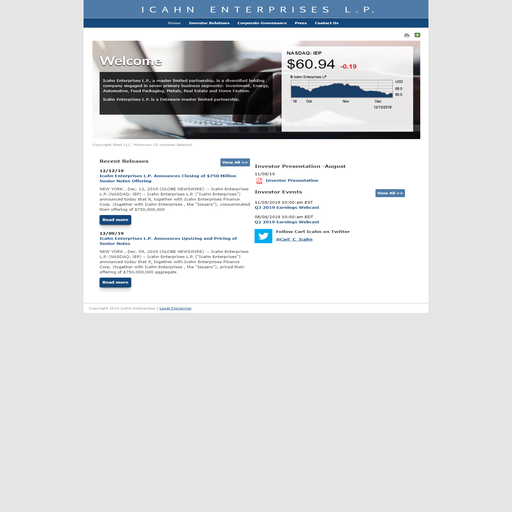 ICAHN ENTERPRISES L.P.
Home Investor Relations Corporate Governance Press Contact Us
Welcome
Icahn Enterprises L.P., a master limited partnership, is a diversified holding
company engaged in seven primary business segments: Investment, Energy,
Automotive, Food Packaging, Metals, Real Estate and Home Fashion.
Icahn Enterprises L.P. is a Delaware master limited partnership.
NASDAQ: IEP
$60.94 -0.19
Icahn Enterprises LP
USD
65.0
60.0
19 Oct Nov Dec
12/13/2019
Copyright West LLC. Minimum 15 minutes delayed.
Recent Releases
View All >>
12/12/19
Icahn Enterprises L.P. Announces Closing of $750 Million
Senior Notes Offering
NEW YORK , Dec. 12, 2019 (GLOBE NEWSWIRE) -- Icahn Enterprises
L.P. (NASDAQ: IEP) -- Icahn Enterprises L.P. ("Icahn Enterprises")
announced today that it, together with Icahn Enterprises Finance
Corp. (together with Icahn Enterprises , the "Issuers"), consummated
their offering of $750,000,000
Read more
12/09/19
Icahn Enterprises L.P. Announces Upsizing and Pricing of
Senior Notes
NEW YORK , Dec. 09, 2019 (GLOBE NEWSWIRE) -- Icahn Enterprises
L.P. (NASDAQ: IEP) – Icahn Enterprises L.P. ("Icahn Enterprises")
announced today that it, together with Icahn Enterprises Finance
Corp. (together with Icahn Enterprises , the "Issuers"), priced their
offering of $750,000,000 aggregate
Read more
Investor Presentation -August
11/08/19
Investor Presentation
Investor Events
View All >>
11/05/2019 10:00:am EST
Q3 2019 Earnings Webcast
08/06/2019 10:00:am EDT
Q2 2019 Earnings Webcast
Follow Carl Icahn on Twitter
@Carl_C_Icahn
Copyright 2019 Icahn Enterprises | Legal Disclaimer